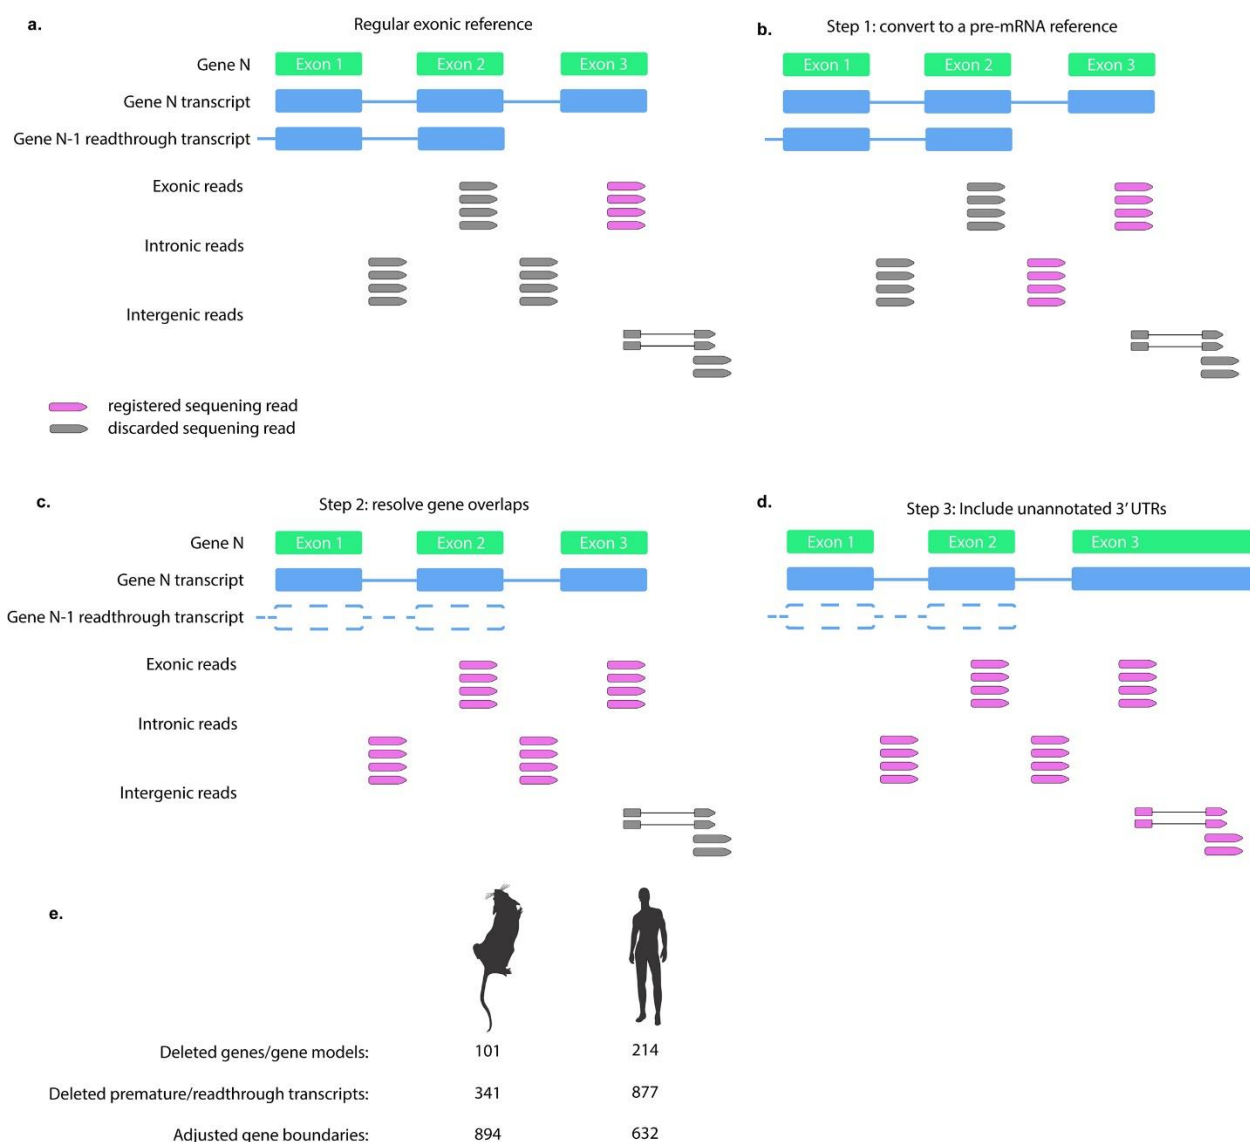 a.
Regular exonic reference
Gene N
Exon 1
Exon 2
Exon 3
Gene N transcript
Gene N-1 readthrough transcript
Exonic reads
Intronic reads
Intergenic reads
registered sequening read
discarded sequening read
b.
Step 1: convert to a pre-mRNA reference
Exon 1
Exon 2
Exon 3
c.
Step 2: resolve gene overlaps
Gene N
Exon 1
Exon 2
Exon 3
Gene N transcript
Gene N-1 readthrough transcript
Exonic reads
Intronic reads
Intergenic reads
d.
Step 3: Include unannotated 3' UTRs
Exon 1
Exon 2
Exon 3
e.
Deleted genes/gene models: 101 214
Deleted premature/readthrough transcripts: 341 877
Adjusted gene boundaries: 894 632